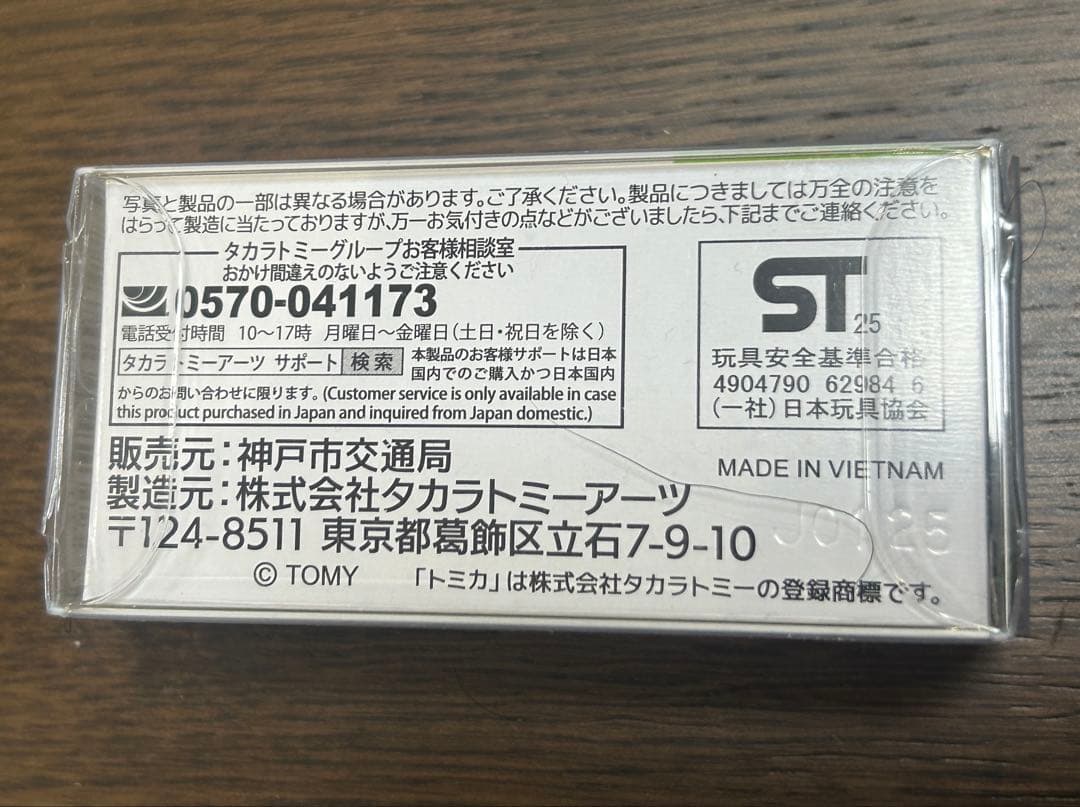 写真と製品の一部は異なる場合があります。ご了承ください。製品につきましては万全の注意を
はらって製造に当たっておりますが、万一お気付きの点などがございましたら、下記までご連絡ください。
タカラトミーグループお客様相談室
おかけ間違えのないようご注意ください
0570-041173
電話受付時間 10〜17時 月曜日〜金曜日(土日・祝日を除く)
タカラトミーアーツ サポート 検索
本製品のお客様サポートは日本
国内でのご購入かつ日本国内
からのお問い合わせに限ります。(Customer service is only available in case
this product purchased in Japan and inquired from Japan domestic.)
ST 25
玩具安全基準合格
4904790 62984 6
(一社)日本玩具協会
販売元:神戸市交通局
製造元:株式会社タカラトミーアーツ
〒124-8511 東京都葛飾区立石7-9-10
MADE IN VIETNAM
© TOMY 「トミカ」は株式会社タカラトミーの登録商標です。